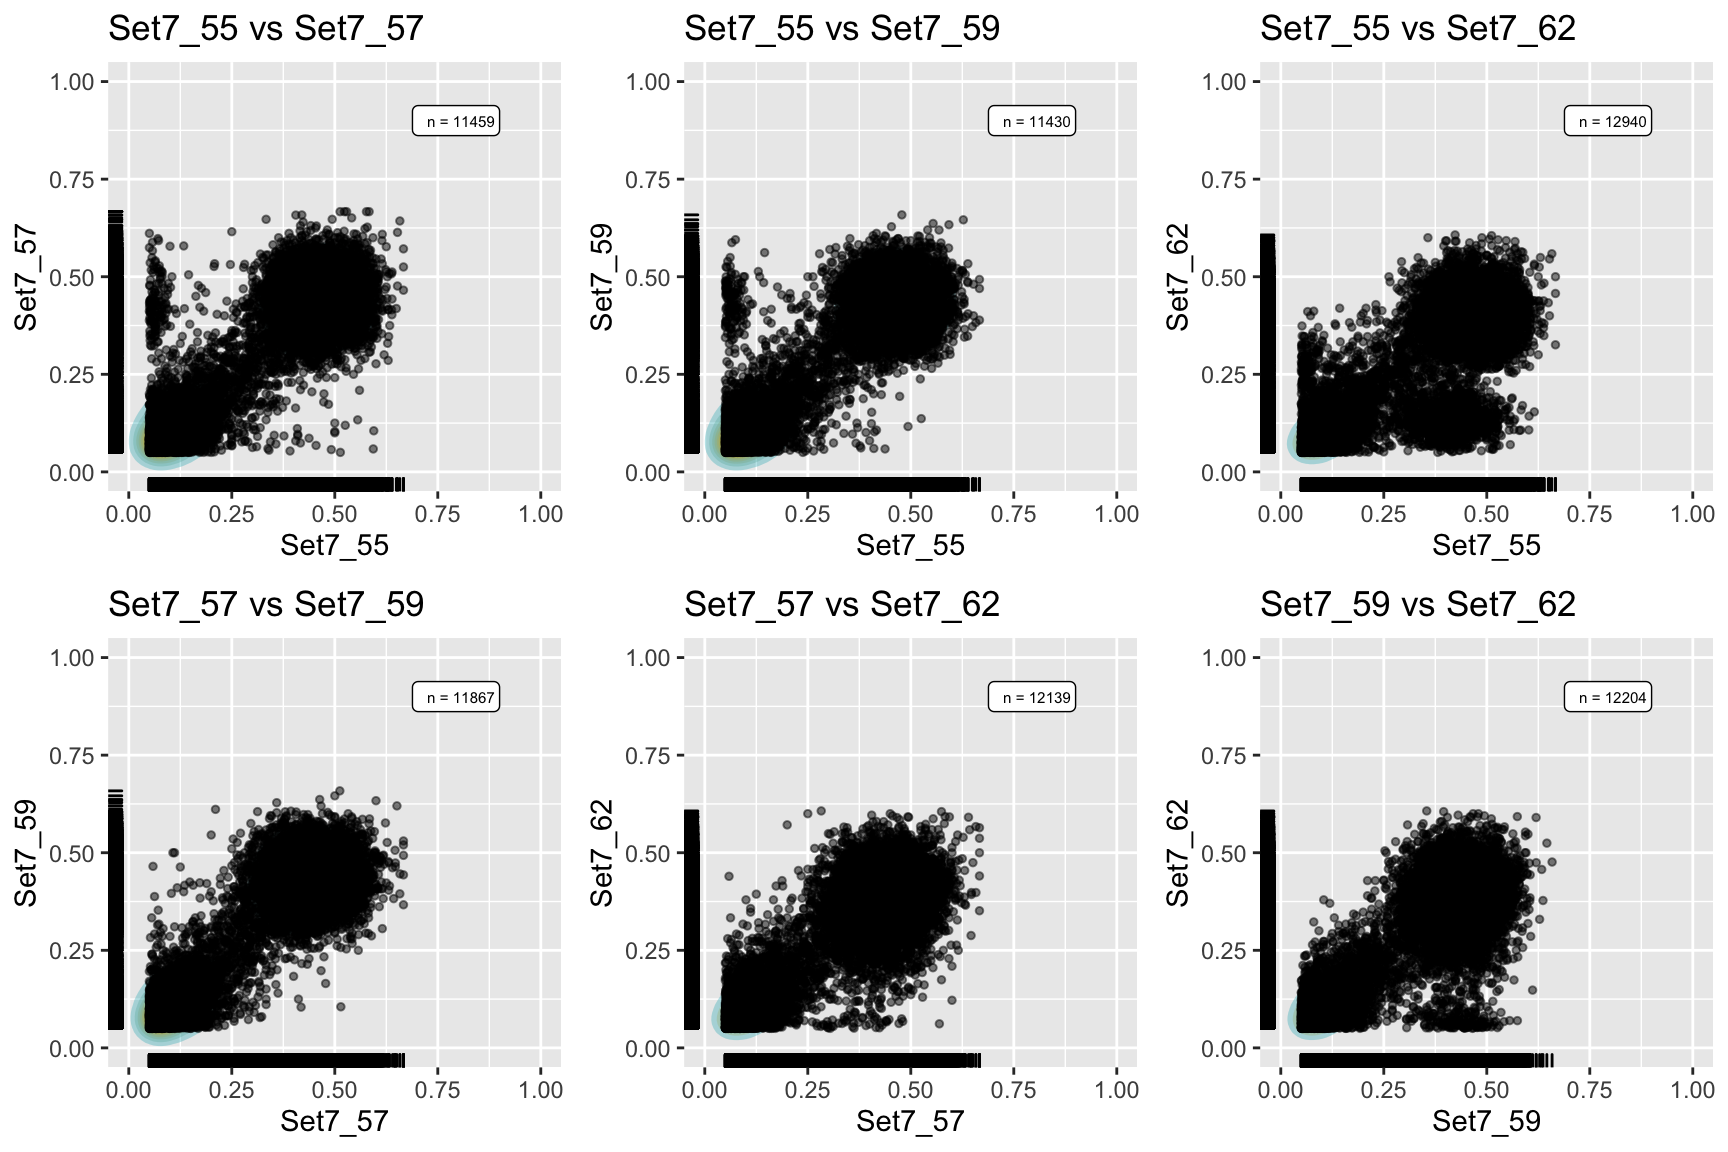 Set7_55 vs Set7_57
Set7_55 vs Set7_59
Set7_55 vs Set7_62
1.00
0.75
0.50
0.25
0.00
Set7_57
n = 11459
0.00 0.25 0.50 0.75 1.00
Set7_55
1.00
0.75
0.50
0.25
0.00
Set7_59
n = 11430
0.00 0.25 0.50 0.75 1.00
Set7_55
1.00
0.75
0.50
0.25
0.00
Set7_62
n = 12940
0.00 0.25 0.50 0.75 1.00
Set7_55
Set7_57 vs Set7_59
Set7_57 vs Set7_62
Set7_59 vs Set7_62
1.00
0.75
0.50
0.25
0.00
Set7_59
n = 11867
0.00 0.25 0.50 0.75 1.00
Set7_57
1.00
0.75
0.50
0.25
0.00
Set7_62
n = 12139
0.00 0.25 0.50 0.75 1.00
Set7_57
1.00
0.75
0.50
0.25
0.00
Set7_62
n = 12204
0.00 0.25 0.50 0.75 1.00
Set7_59